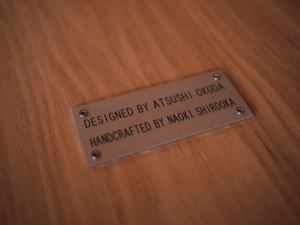 DESIGNED BY ATSUSHI OKUDA
HANDCRAFTED BY NAOKI SHIROOKA